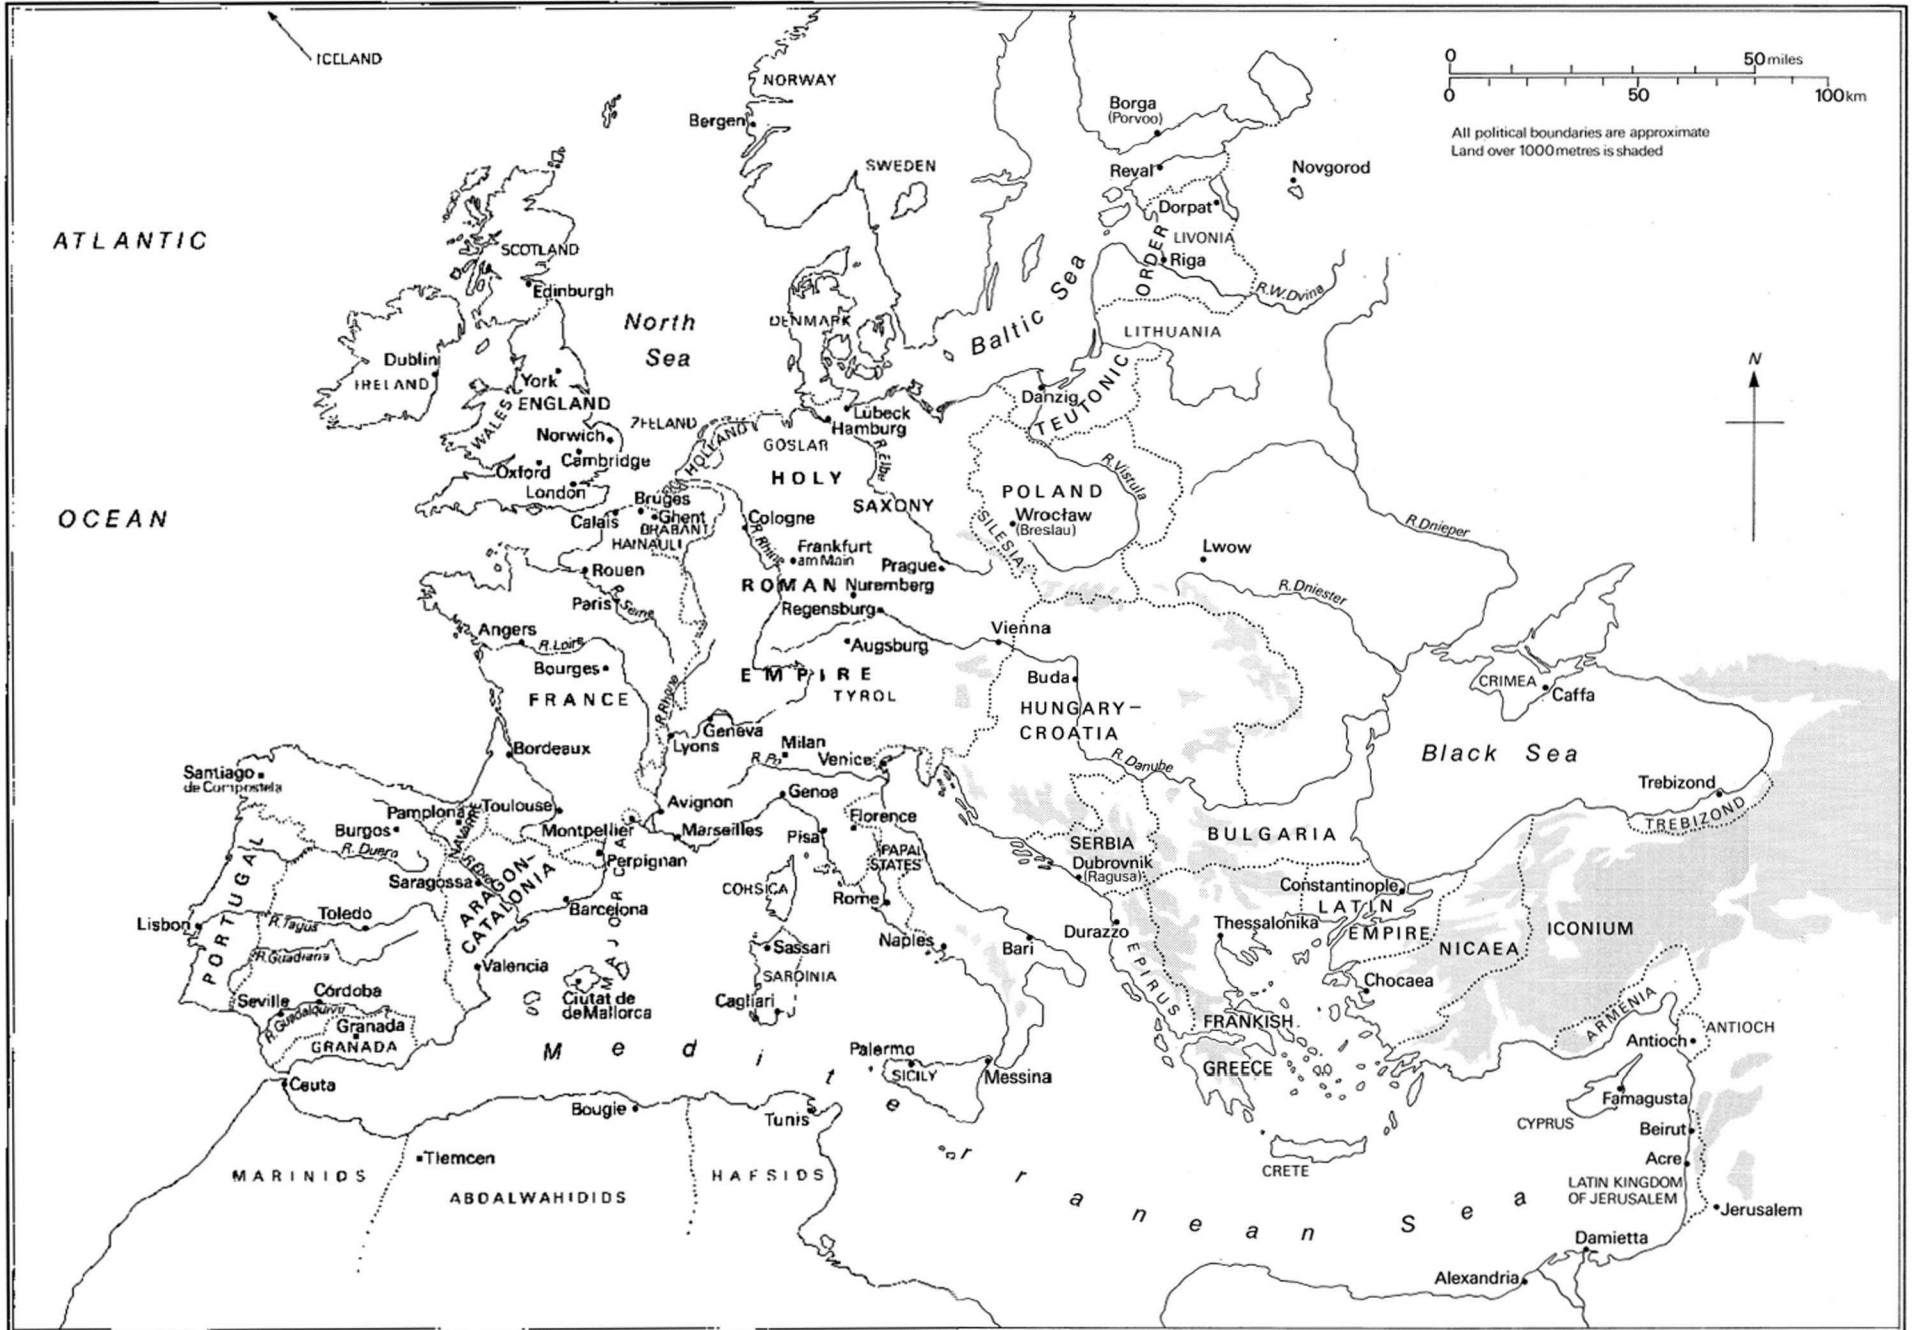 ICELAND
NORWAY
Bergen
SWEDEN
Borga
(Porvoo)
Reval
Novgorod
Dorpat
LIVONIA
ORDER
Riga
R.W.Dvina
0 50 miles
0 50 100 km
All political boundaries are approximate
Land over 1000 metres is shaded
ATLANTIC
OCEAN
SCOTLAND
Edinburgh
North
Sea
DENMARK
Baltic Sea
LITHUANIA
N
Dublin
IRELAND
York
ENGLAND
WALES
Norwich
Cambridge
Oxford
London
ZEELAND
HOLLAND
Lübeck
Hamburg
GOSLAR
R.Elbe
Danzig
TEUTONIC
HOLY
SAXONY
POLAND
R.Vistula
Wrocław
(Breslau)
SILESIA
Bruges
Calais
Ghent
BRABANT
HAINAULT
Cologne
R.Rhine
Frankfurt
am Main
Prague
R.Dnieper
Lwow
R.Dniester
Rouen
Paris
R.Seine
ROMAN
Nuremberg
Regensburg
Angers
R.Loire
Bourges
Augsburg
Vienna
FRANCE
EMPIRE
TYROL
Buda
HUNGARY–
CROATIA
CRIMEA
Caffa
R.Rhône
Geneva
Lyons
Milan
R.Po
Venice
R.Danube
Black Sea
Bordeaux
Santiago
de Compostela
Pamplona
NAVARRE
Toulouse
Avignon
Genoa
Trebizond
TREBIZOND
Burgos
R.Duero
Montpellier
Marseilles
Pisa
Florence
PAPAL
STATES
SERBIA
BULGARIA
Dubrovnik
(Ragusa)
Perpignan
R.Ebro
Saragossa
ARAGON–
CATALONIA
MAJORCA
CORSICA
Rome
Constantinople
LATIN
EMPIRE
PORTUGAL
Lisbon
R.Tagus
Toledo
Barcelona
Sassari
SARDINIA
Naples
Bari
Durazzo
EPIRUS
Thessalonika
NICAEA
ICONIUM
R.Guadiana
Valencia
Seville
Córdoba
R.Guadalquivir
Granada
GRANADA
Ciutat de
de Mallorca
Cagliari
Chocaea
FRANKISH
GREECE
ARMENIA
ANTIOCH
Antioch
Mediterranean Sea
Palermo
SICILY
Messina
Ceuta
Bougie
Tunis
Famagusta
CYPRUS
Beirut
Acre
LATIN KINGDOM
OF JERUSALEM
Jerusalem
CRETE
MARINIDS
Tlemcen
ABDALWAHIDIDS
HAFSIDS
Damietta
Alexandria